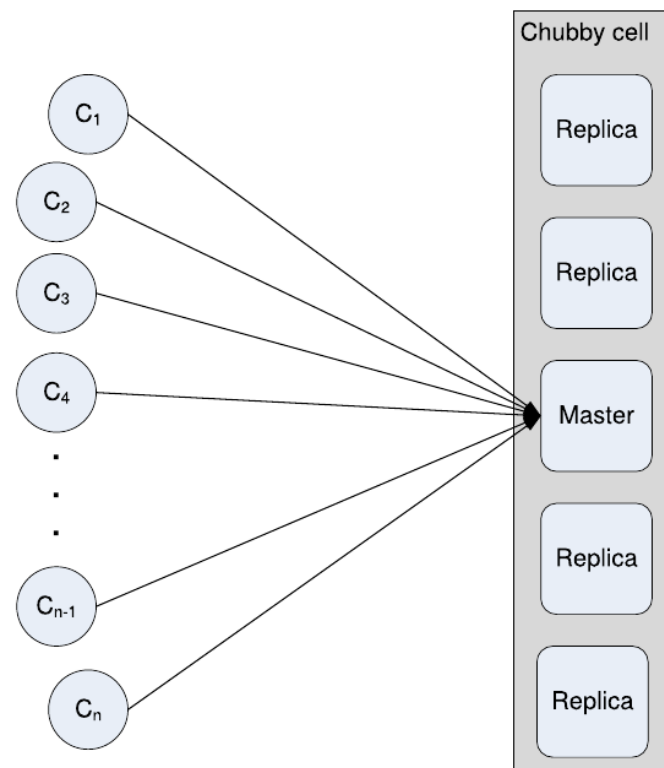 Chubby cell
C₁
C₂
C₃
C₄
.
.
.
Cₙ₋₁
Cₙ
Replica
Replica
Master
Replica
Replica